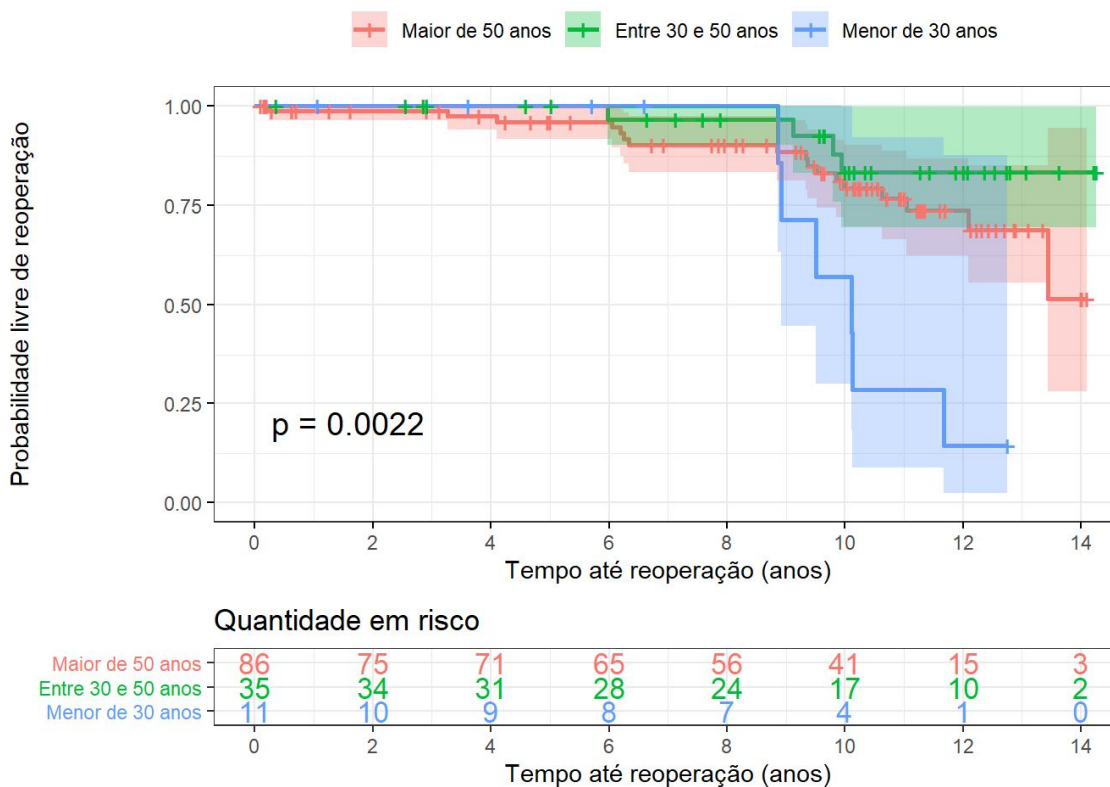 Maior de 50 anos Entre 30 e 50 anos Menor de 30 anos
Probabilidade livre de reoperação
1.00
0.75
0.50
0.25
0.00
p = 0.0022
0 2 4 6 8 10 12 14
Tempo até reoperação (anos)
Quantidade em risco
Maior de 50 anos 86 75 71 65 56 41 15 3
Entre 30 e 50 anos 35 34 31 28 24 17 10 2
Menor de 30 anos 11 10 9 8 7 4 1 0
0 2 4 6 8 10 12 14
Tempo até reoperação (anos)